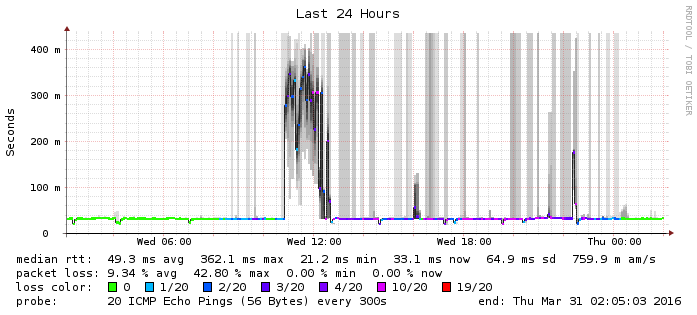 Last 24 Hours
RRDTOOL / TOBI OETIKER
Seconds
400 m
300 m
200 m
100 m
0
Wed 06:00 Wed 12:00 Wed 18:00 Thu 00:00
median rtt: 49.3 ms avg 362.1 ms max 21.2 ms min 33.1 ms now 64.9 ms sd 759.9 m am/s
packet loss: 9.34 % avg 42.80 % max 0.00 % min 0.00 % now
loss color: 0 1/20 2/20 3/20 4/20 10/20 19/20
probe: 20 ICMP Echo Pings (56 Bytes) every 300s end: Thu Mar 31 02:05:03 2016